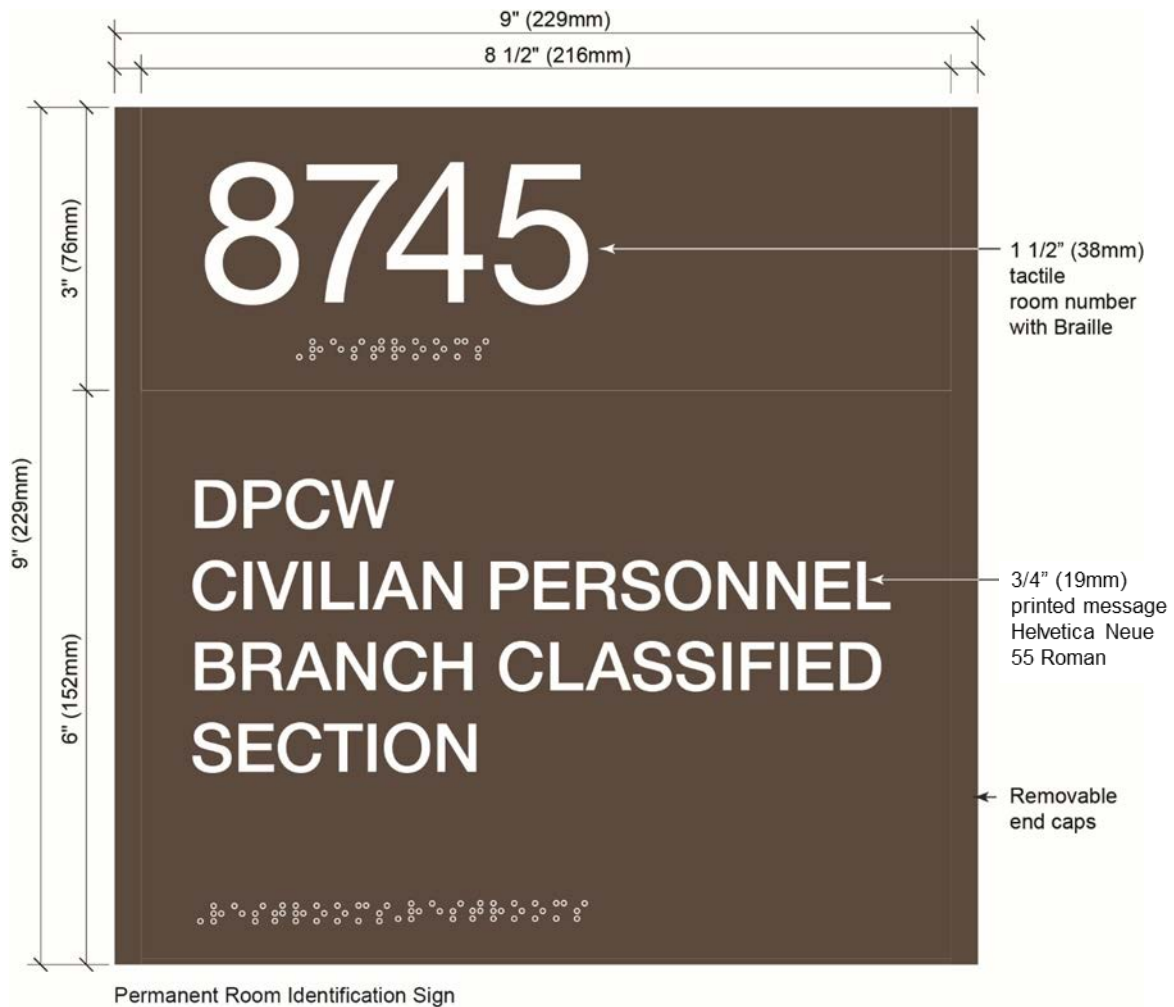 9" (229mm)
8 1/2" (216mm)
3" (76mm)
9" (229mm)
6" (152mm)
8745
1 1/2” (38mm)
tactile
room number
with Braille
DPCW
CIVILIAN PERSONNEL
BRANCH CLASSIFIED
SECTION
3/4” (19mm)
printed message
Helvetica Neue
55 Roman
Removable
end caps
Permanent Room Identification Sign